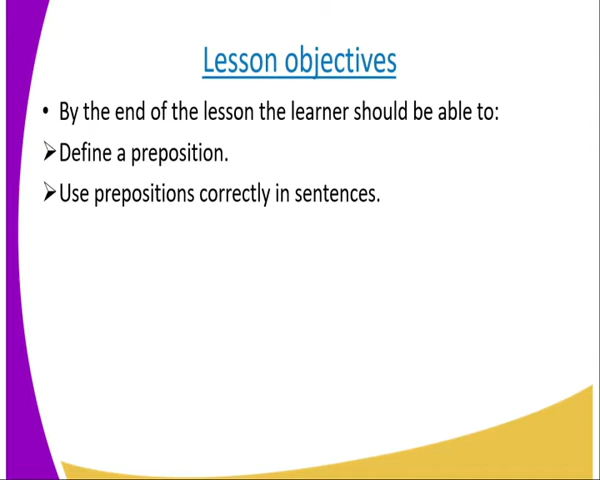 Lesson objectives
• By the end of the lesson the learner should be able to:
➢Define a preposition.
➢Use prepositions correctly in sentences.